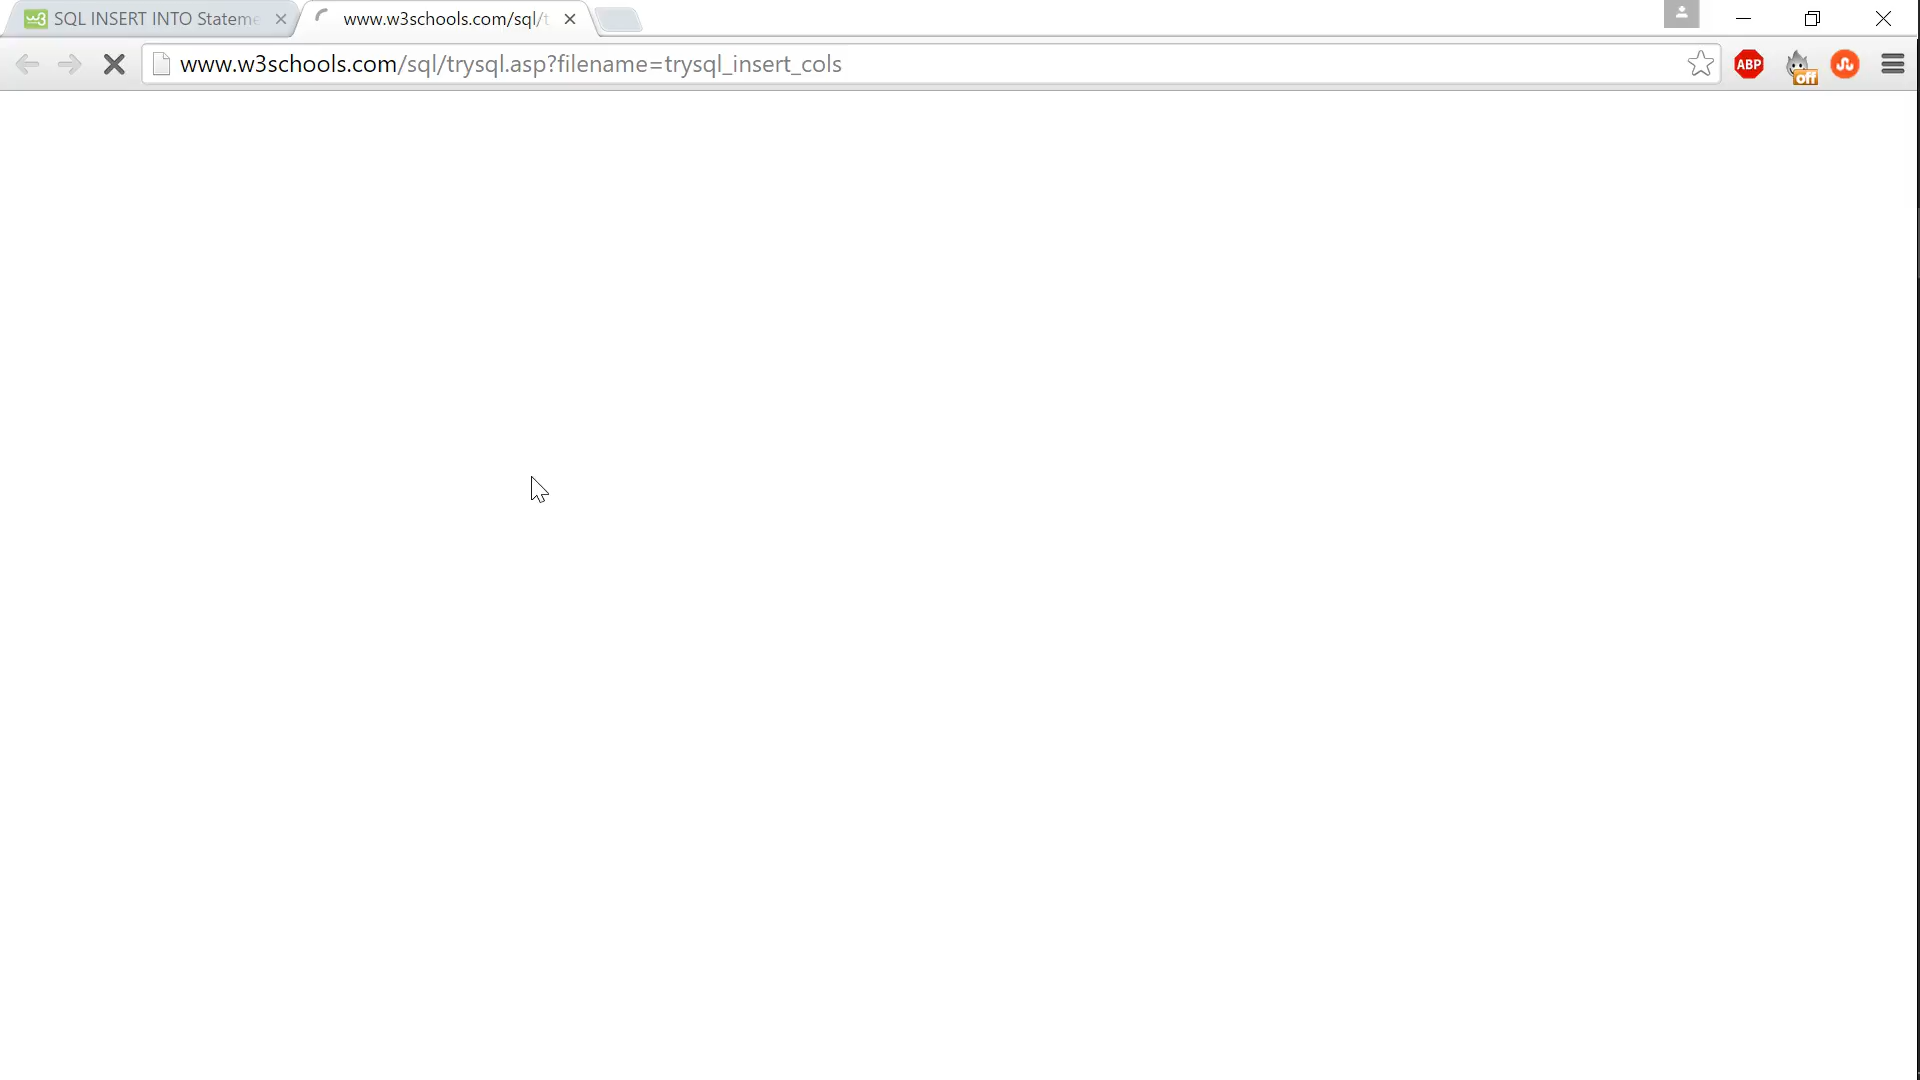 SQL INSERT INTO Stateme
www.w3schools.com/sql/t
www.w3schools.com/sql/trysql.asp?filename=trysql_insert_cols
ABP
off